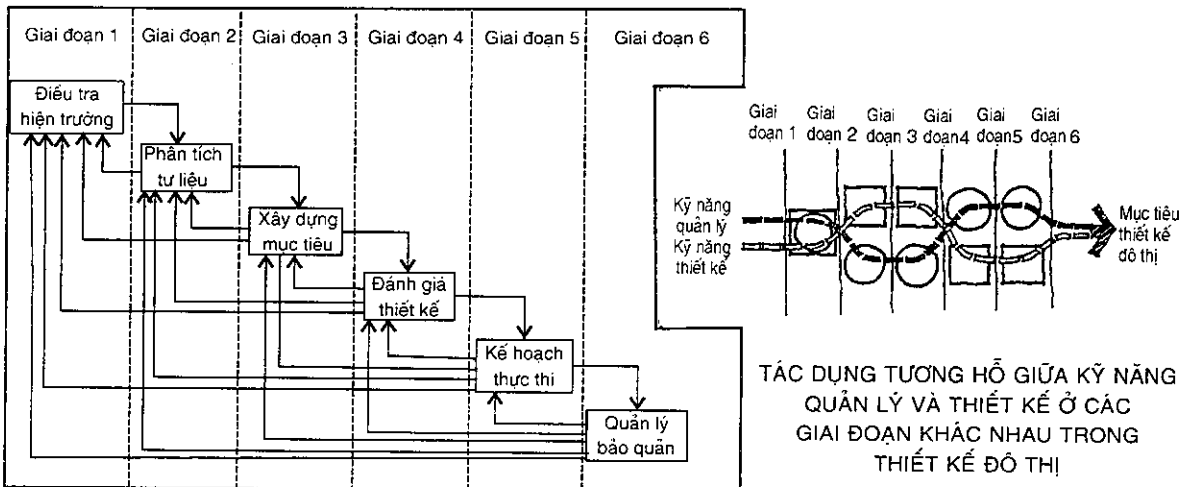 Giai đoạn 1 Giai đoạn 2 Giai đoạn 3 Giai đoạn 4 Giai đoạn 5 Giai đoạn 6
Điều tra
hiện trường
Phân tích
tư liệu
Xây dựng
mục tiêu
Đánh giá
thiết kế
Kế hoạch
thực thi
Quản lý
bảo quản
Giai Giai Giai Giai Giai Giai
đoạn 1 đoạn 2 đoạn 3 đoạn4 đoạn5 đoạn 6
Kỹ năng
quản lý
Kỹ năng
thiết kế
Mục tiêu
thiết kế
đô thị
TÁC DỤNG TƯƠNG HỖ GIỮA KỸ NĂNG
QUẢN LÝ VÀ THIẾT KẾ Ở CÁC
GIAI ĐOẠN KHÁC NHAU TRONG
THIẾT KẾ ĐÔ THỊ